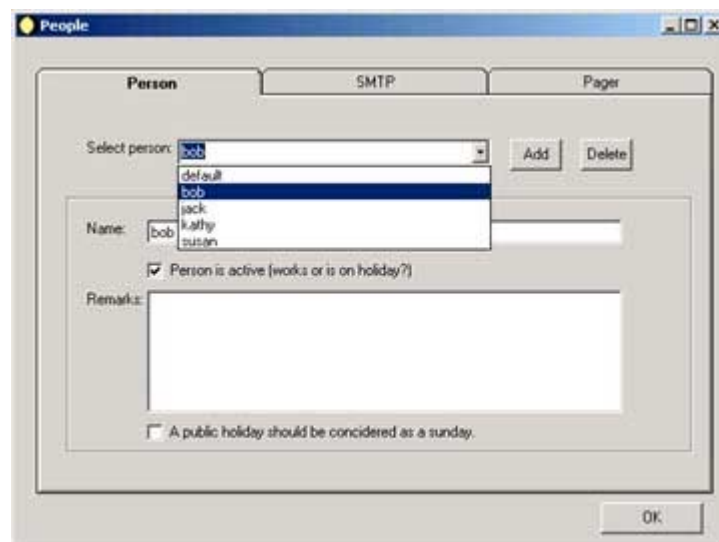 People
Person SMTP Pager
Select person: bob Add Delete
default
bob
jack
Name: bob kathy
susan
Person is active (works or is on holiday?)
Remarks:
A public holiday should be concidered as a sunday.
OK